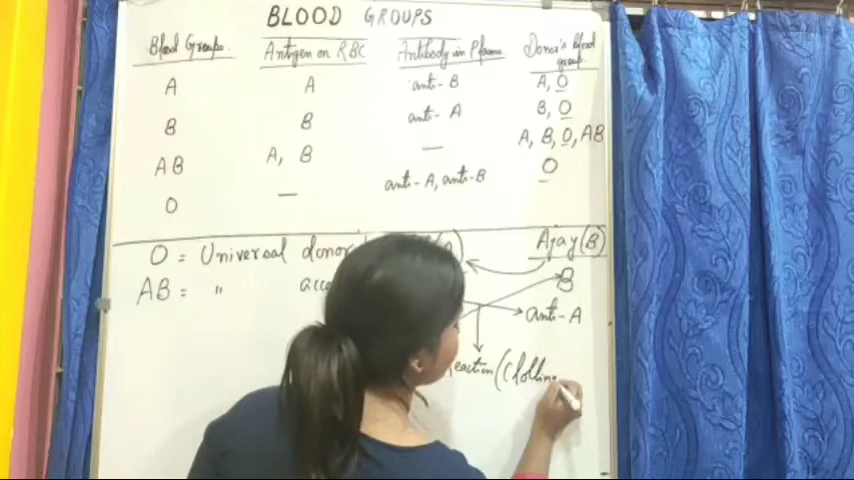 BLOOD GROUPS
Blood Groups. Antigen on RBC Antibody in Plasma. Donor's blood group.
A A anti-B A, O
B B anti-A B, O
AB A, B — A, B, O, AB
O — anti-A, anti-B O
O = Universal donor Ajay(B)
AB = " B
anti-A
eaction (Clotting